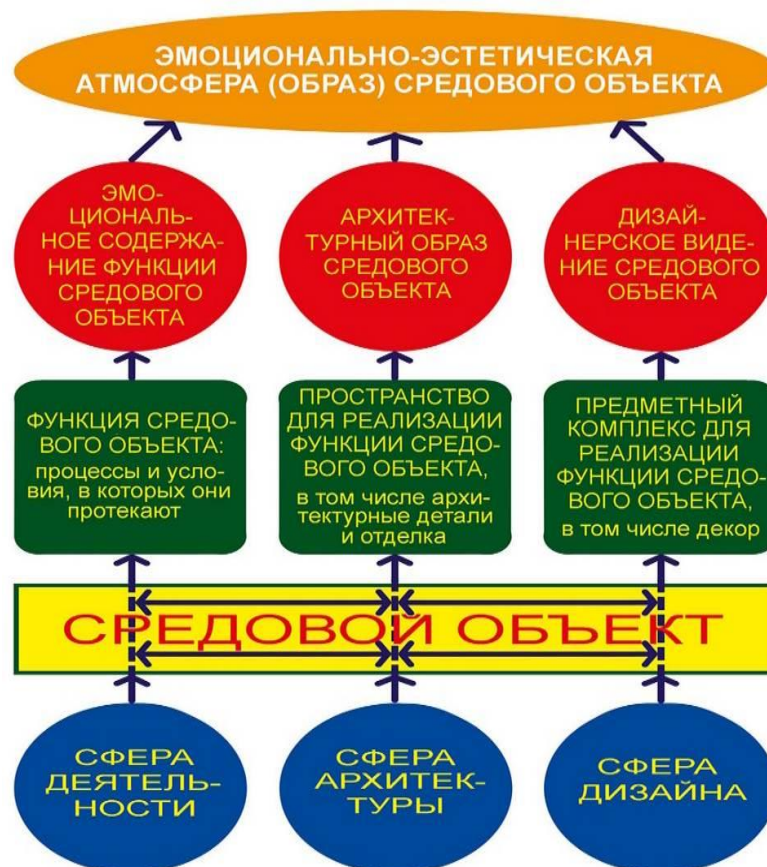 ЭМОЦИОНАЛЬНО-ЭСТЕТИЧЕСКАЯ
АТМОСФЕРА (ОБРАЗ) СРЕДОВОГО ОБЪЕКТА
ЭМО-
ЦИОНАЛЬ-
НОЕ СОДЕРЖА-
НИЕ ФУНКЦИИ
СРЕДОВОГО
ОБЪЕКТА
АРХИТЕК-
ТУРНЫЙ ОБРАЗ
СРЕДОВОГО
ОБЪЕКТА
ДИЗАЙ-
НЕРСКОЕ ВИДЕ-
НИЕ СРЕДОВОГО
ОБЪЕКТА
ФУНКЦИЯ СРЕДО-
ВОГО ОБЪЕКТА:
процессы и усло-
вия, в которых они
протекают
ПРОСТРАНСТВО
ДЛЯ РЕАЛИЗАЦИИ
ФУНКЦИИ СРЕДО-
ВОГО ОБЪЕКТА,
в том числе архи-
тектурные детали
и отделка
ПРЕДМЕТНЫЙ
КОМПЛЕКС ДЛЯ
РЕАЛИЗАЦИИ
ФУНКЦИИ СРЕДО-
ВОГО ОБЪЕКТА,
в том числе декор
СРЕДОВОЙ ОБЪЕКТ
СФЕРА
ДЕЯТЕЛЬ-
НОСТИ
СФЕРА
АРХИТЕК-
ТУРЫ
СФЕРА
ДИЗАЙНА